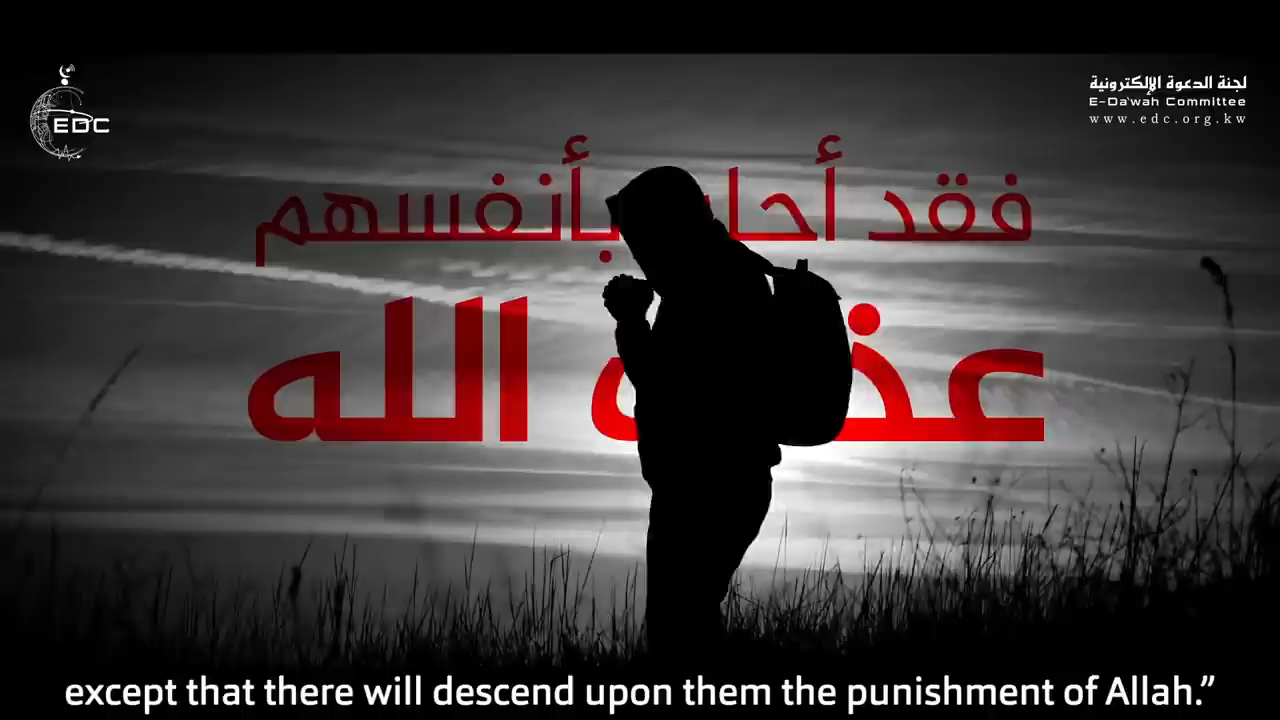 EDC
لجنة الدعوة الإلكترونية
E-Da'wah Committee
www.edc.org.kw
فقد أحلوا بأنفسهم
الله
except that there will descend upon them the punishment of Allah.”